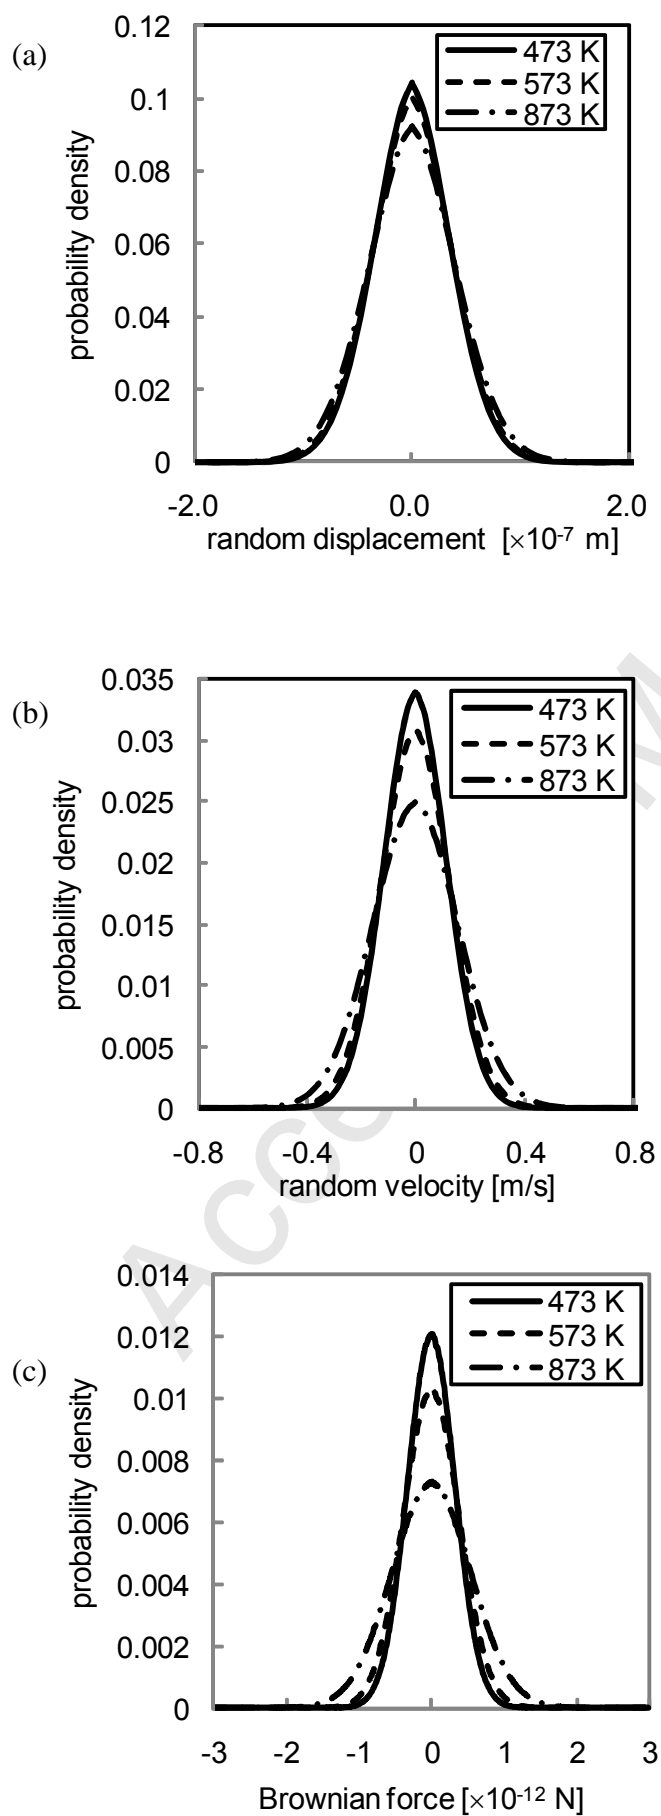 (a)
0.12
0.1
0.08
0.06
0.04
0.02
0
probability density
473 K
573 K
873 K
-2.0 0.0 2.0
random displacement [×10-7 m]
(b)
0.035
0.03
0.025
0.02
0.015
0.01
0.005
0
probability density
473 K
573 K
873 K
-0.8 -0.4 0 0.4 0.8
random velocity [m/s]
(c)
0.014
0.012
0.01
0.008
0.006
0.004
0.002
0
probability density
473 K
573 K
873 K
-3 -2 -1 0 1 2 3
Brownian force [×10-12 N]